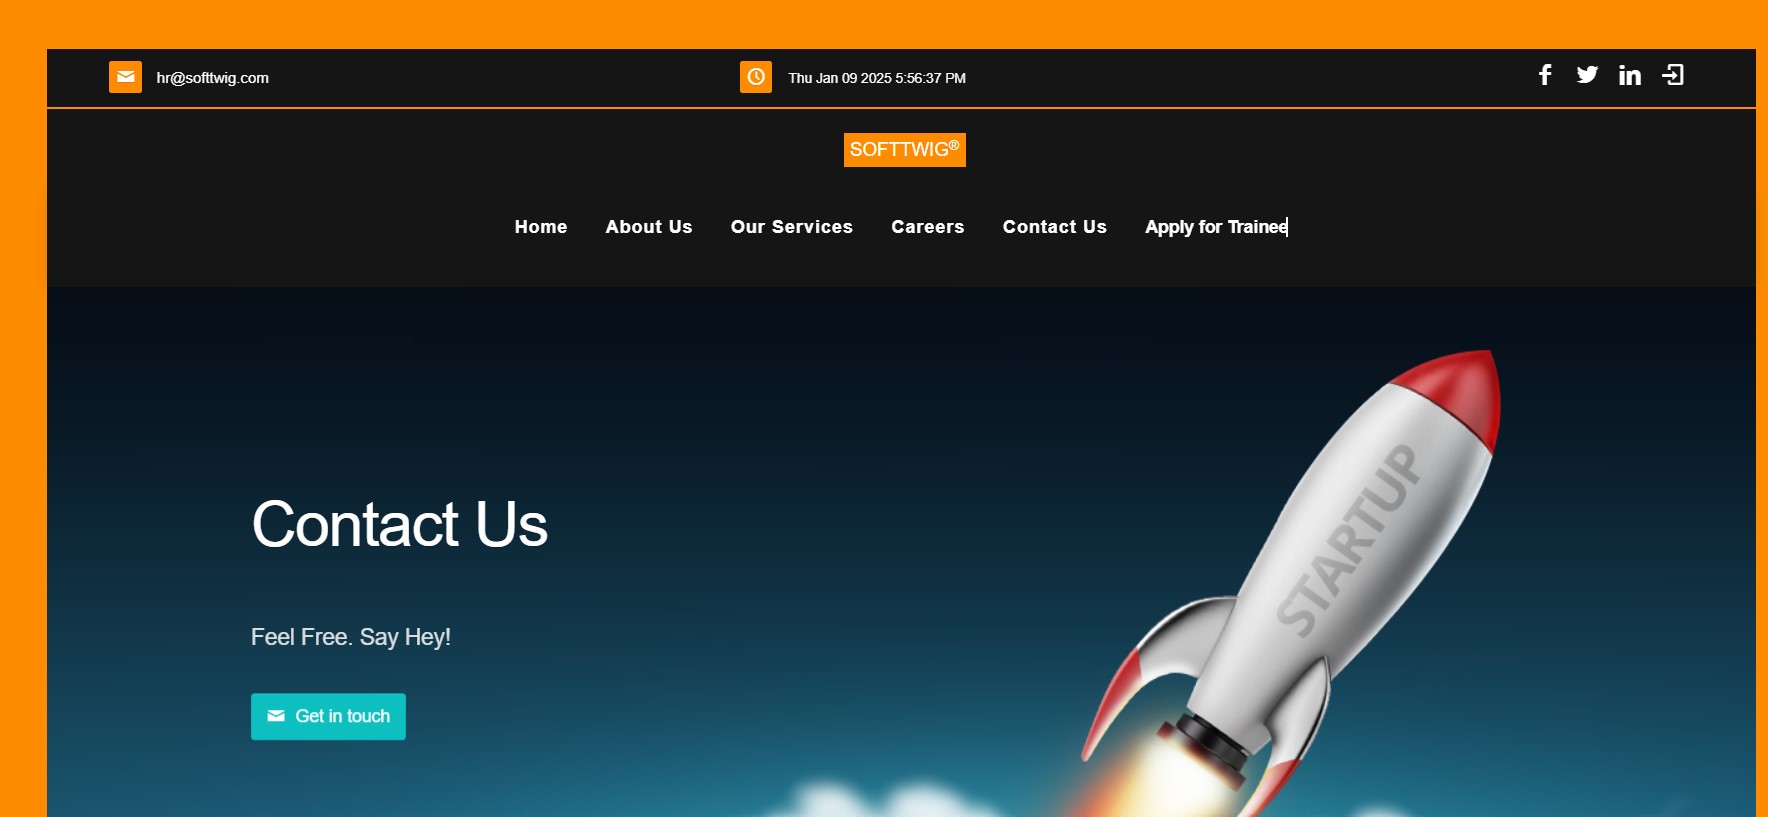 hr@softtwig.com
Thu Jan 09 2025 5:56:37 PM
SOFTTWIG®
Home About Us Our Services Careers Contact Us Apply for Trainee
STARTUP
Contact Us
Feel Free. Say Hey!
Get in touch